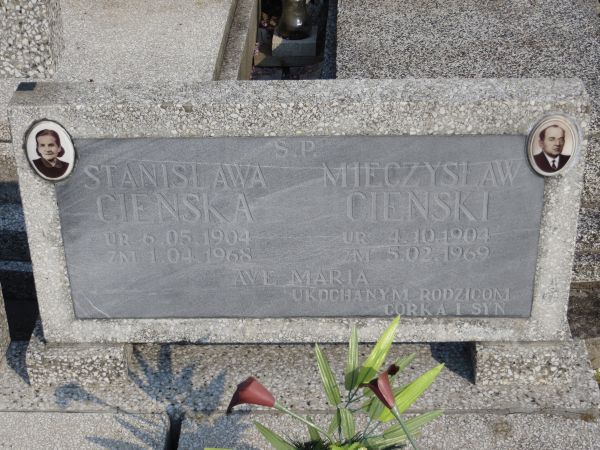 Ś P
STANISŁAWA MIECZYSŁAW
CIEŃSKA CIEŃSKI
UR 6.05.1904 UR 4.10.1904
ZM 1.04.1968 ZM 5.02.1969
AVE MARIA
UKOCHANYM RODZICOM
CÓRKA I SYN